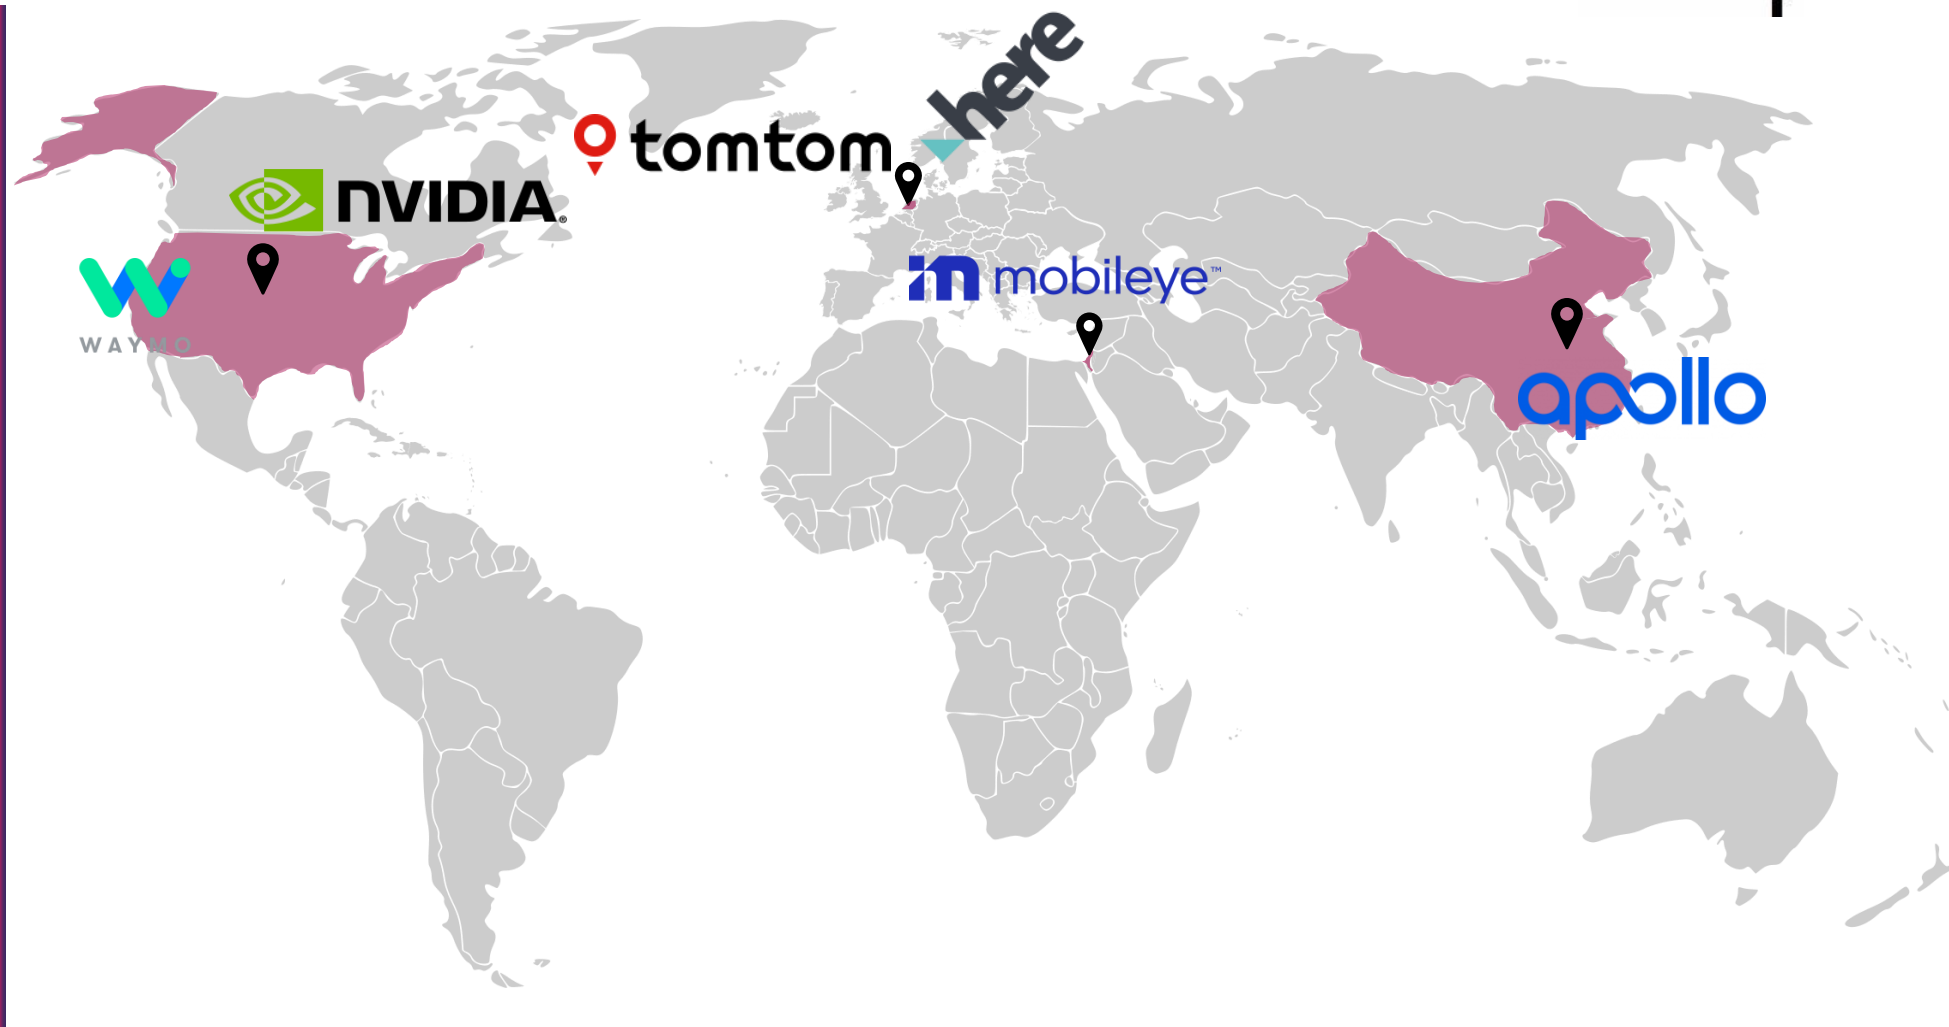 here
tomtom
NVIDIA.
mobileye™
WAYMO
apollo